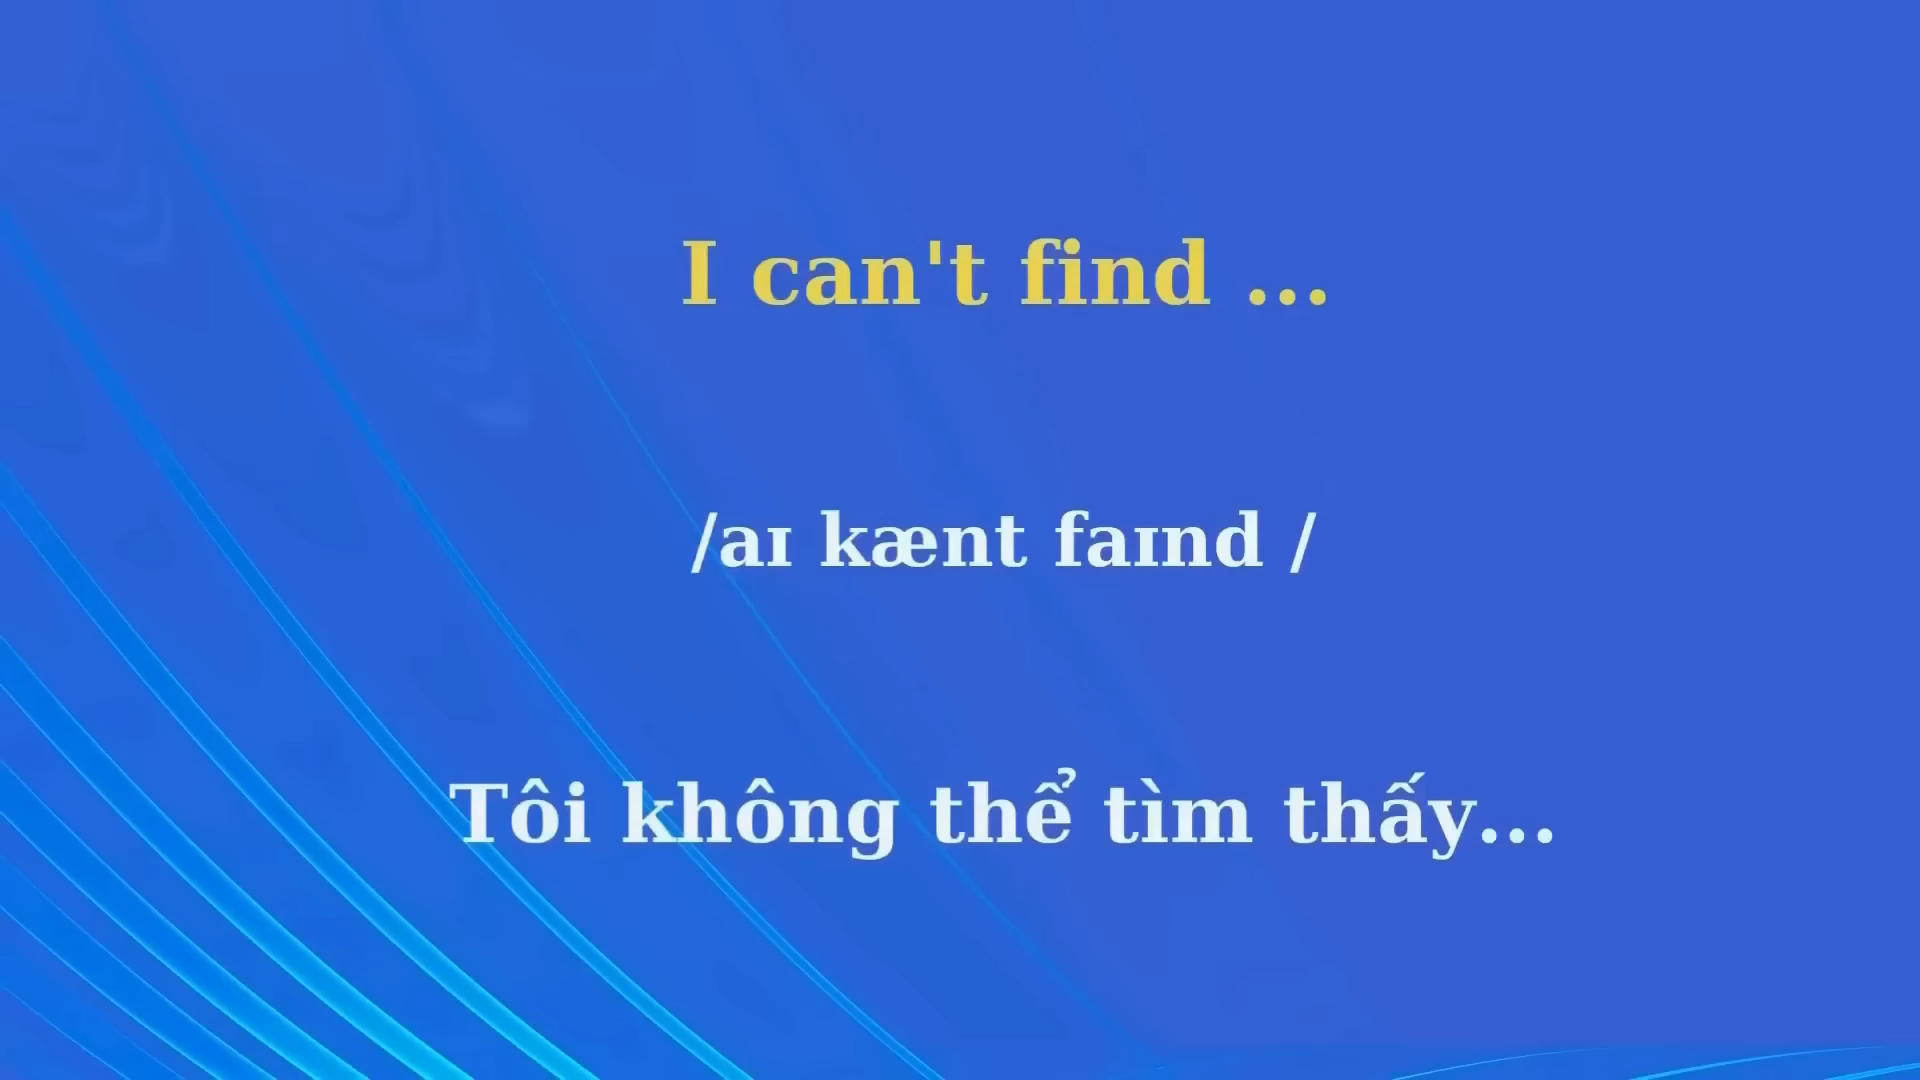 I can't find ...
/aɪ kænt faɪnd /
Tôi không thể tìm thấy...